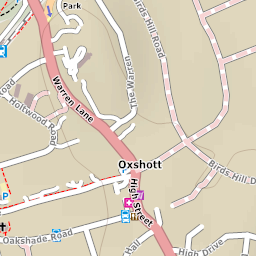 Park
Birds Hill Road
The Warren
Warren Lane
Road
Holtwood Road
Oxshott
Birds Hill D
High Street
Oakshade Road
High Drive